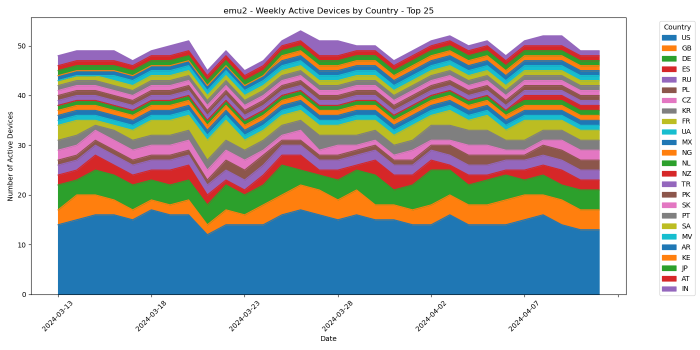 emu2 - Weekly Active Devices by Country - Top 25
Number of Active Devices
50
40
30
20
10
0
2024-03-13
2024-03-18
2024-03-23
2024-03-28
2024-04-02
2024-04-07
Date
Country
US
GB
DE
ES
RU
PL
CZ
KR
FR
UA
MX
NG
NL
NZ
TR
PK
SK
PT
SA
MV
AR
KE
JP
AT
IN